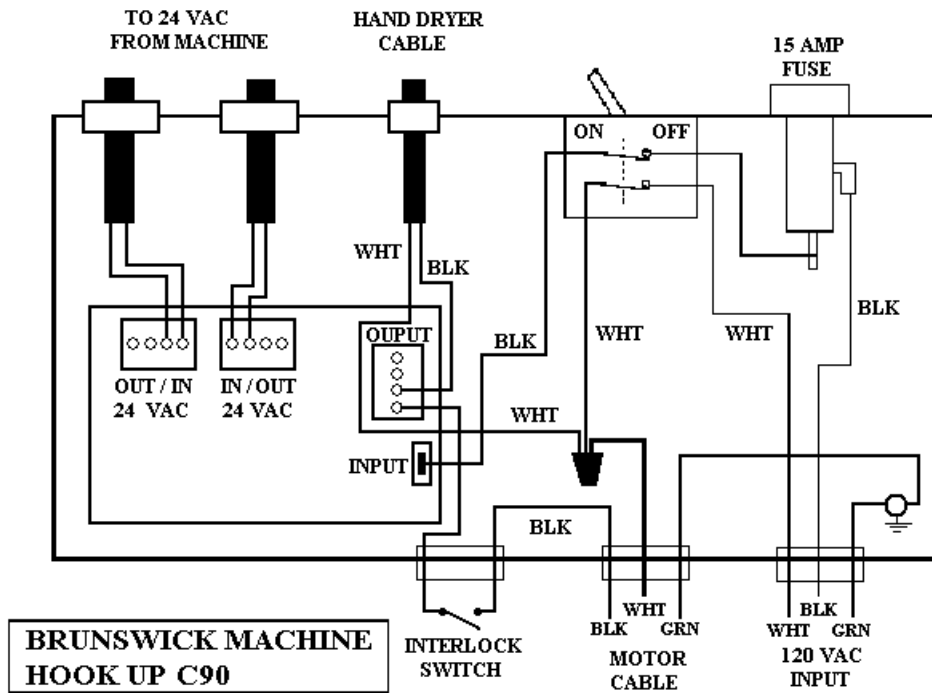 TO 24 VAC
FROM MACHINE
HAND DRYER
CABLE
15 AMP
FUSE
ON
OFF
WHT
BLK
BLK
OUPUT
BLK
WHT
WHT
OUT / IN
24 VAC
IN / OUT
24 VAC
WHT
INPUT
BLK
WHT
BLK
GRN
BLK
WHT
GRN
INTERLOCK
SWITCH
MOTOR
CABLE
120 VAC
INPUT
BRUNSWICK MACHINE
HOOK UP C90